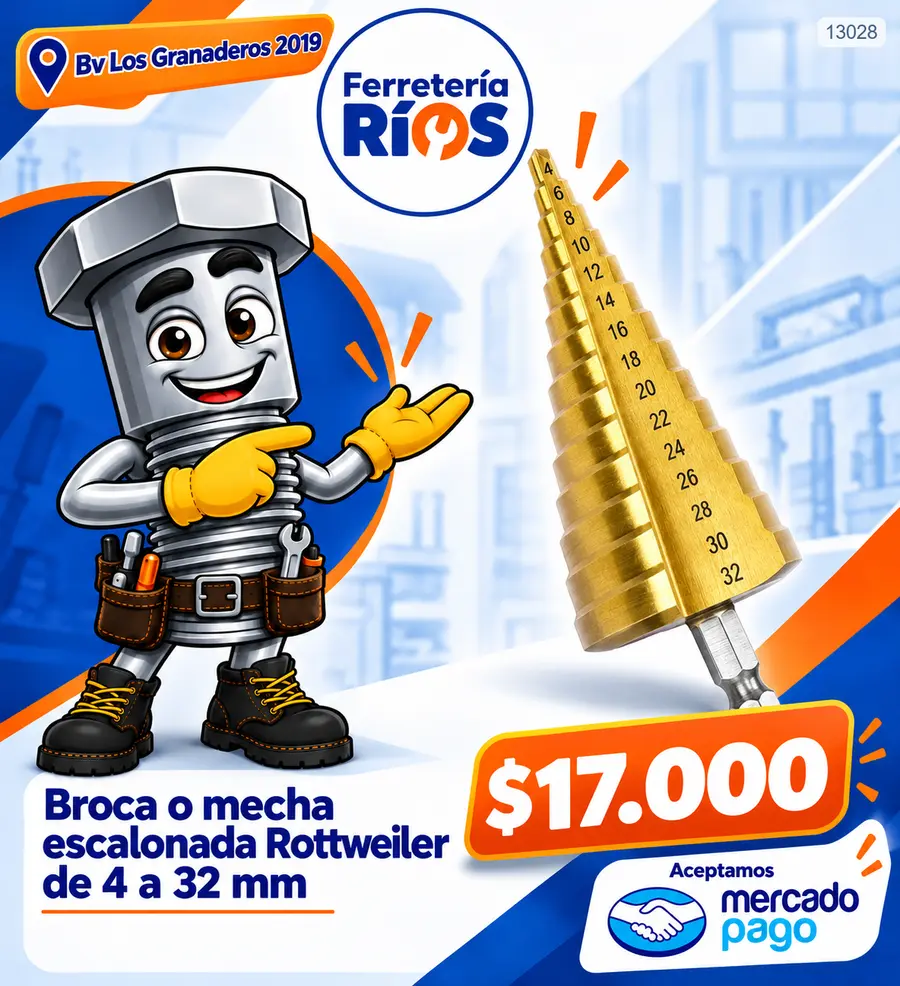 Bv Los Granaderos 2019
13028
Ferretería
Ríos
4
6
8
10
12
14
16
18
20
22
24
26
28
30
32
$17.000
Broca o mecha
escalonada Rottweiler
de 4 a 32 mm
Aceptamos
mercado
pago